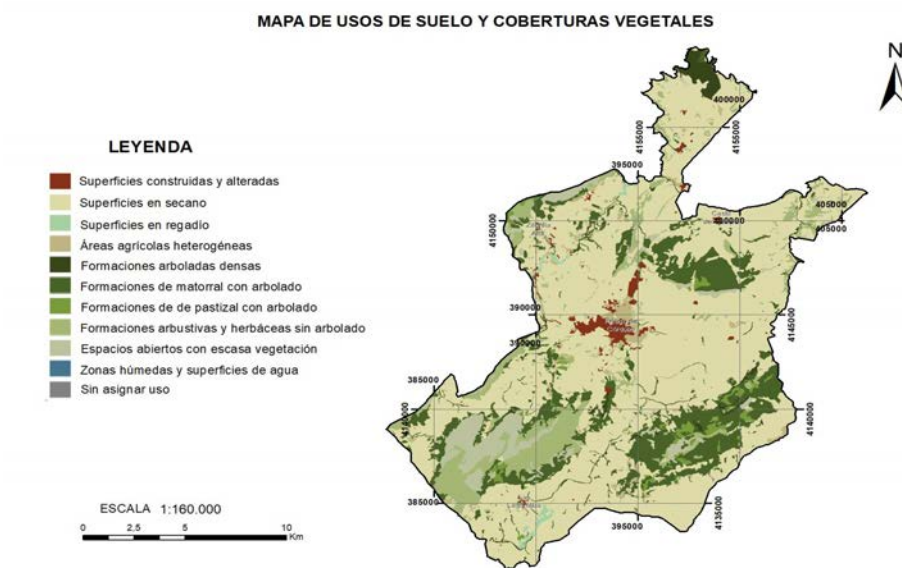 MAPA DE USOS DE SUELO Y COBERTURAS VEGETALES
N
LEYENDA
Superficies construidas y alteradas
Superficies en secano
Superficies en regadío
Áreas agrícolas heterogéneas
Formaciones arboladas densas
Formaciones de matorral con arbolado
Formaciones de de pastizal con arbolado
Formaciones arbustivas y herbáceas sin arbolado
Espacios abiertos con escasa vegetación
Zonas húmedas y superficies de agua
Sin asignar uso
ESCALA 1:160.000
0 2,5 5 10
Km
400000
4155000
4155000
395000
405000
405000
4150000
390000
4145000
385000
4140000
4140000
385000
395000
4135000